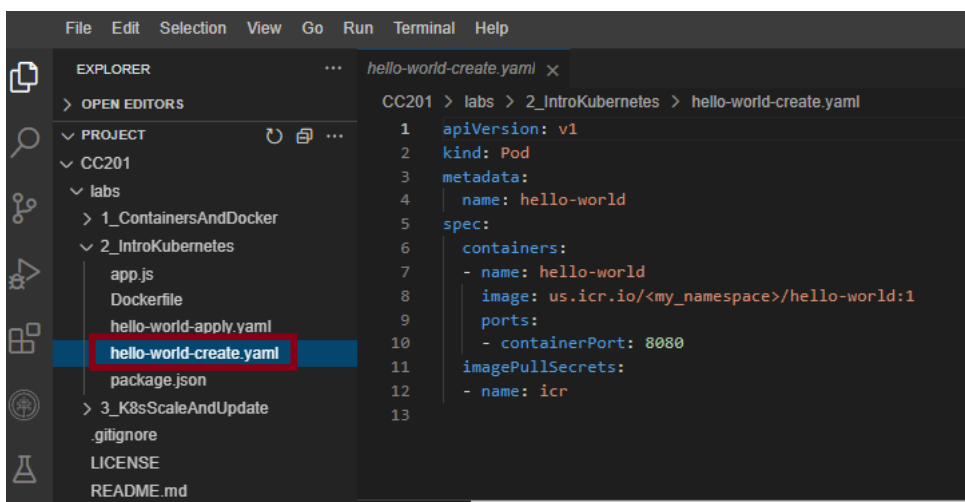 File Edit Selection View Go Run Terminal Help
EXPLORER ...
OPEN EDITORS
PROJECT ...
CC201
labs
1_ContainersAndDocker
2_IntroKubernetes
app.js
Dockerfile
hello-world-apply.yaml
hello-world-create.yaml
package.json
3_K8sScaleAndUpdate
.gitignore
LICENSE
README.md
hello-world-create.yaml ×
CC201 > labs > 2_IntroKubernetes > hello-world-create.yaml
1 apiVersion: v1
2 kind: Pod
3 metadata:
4   name: hello-world
5 spec:
6   containers:
7   - name: hello-world
8     image: us.icr.io/<my_namespace>/hello-world:1
9     ports:
10     - containerPort: 8080
11   imagePullSecrets:
12   - name: icr
13